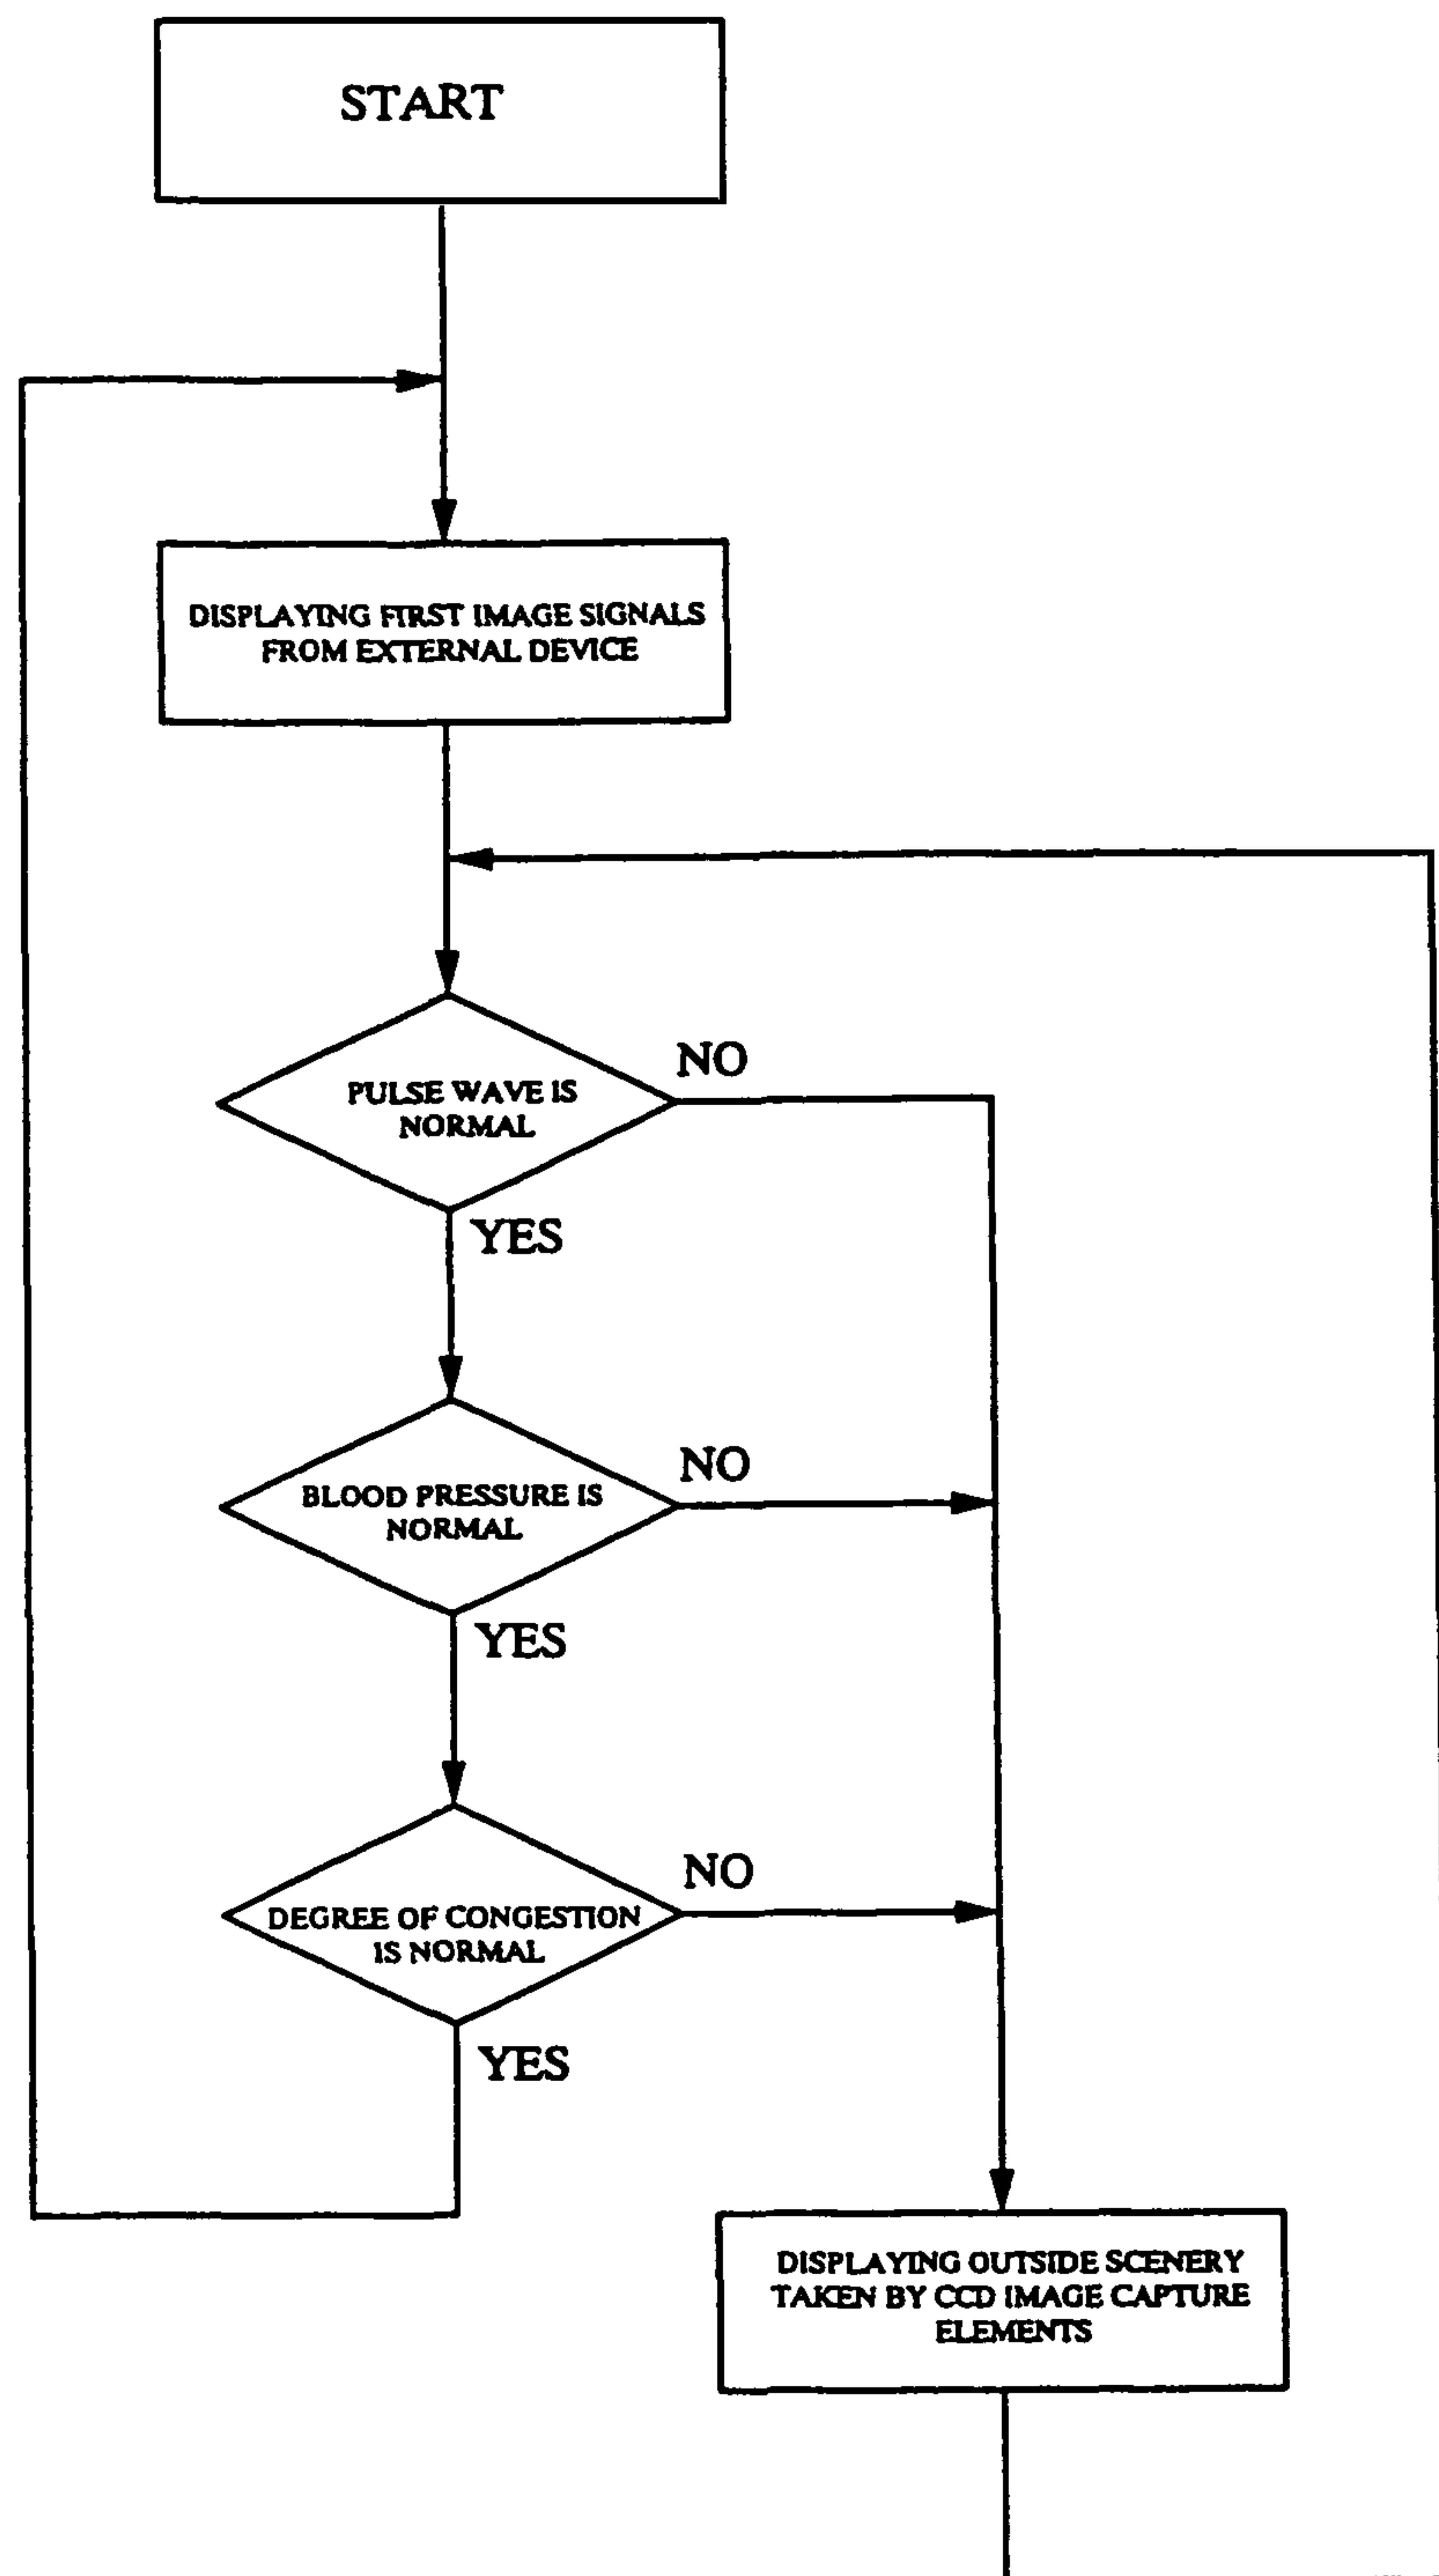 START
DISPLAYING FIRST IMAGE SIGNALS
FROM EXTERNAL DEVICE
PULSE WAVE IS
NORMAL
NO
YES
BLOOD PRESSURE IS
NORMAL
NO
YES
DEGREE OF CONGESTION
IS NORMAL
NO
YES
DISPLAYING OUTSIDE SCENERY
TAKEN BY CCD IMAGE CAPTURE
ELEMENTS